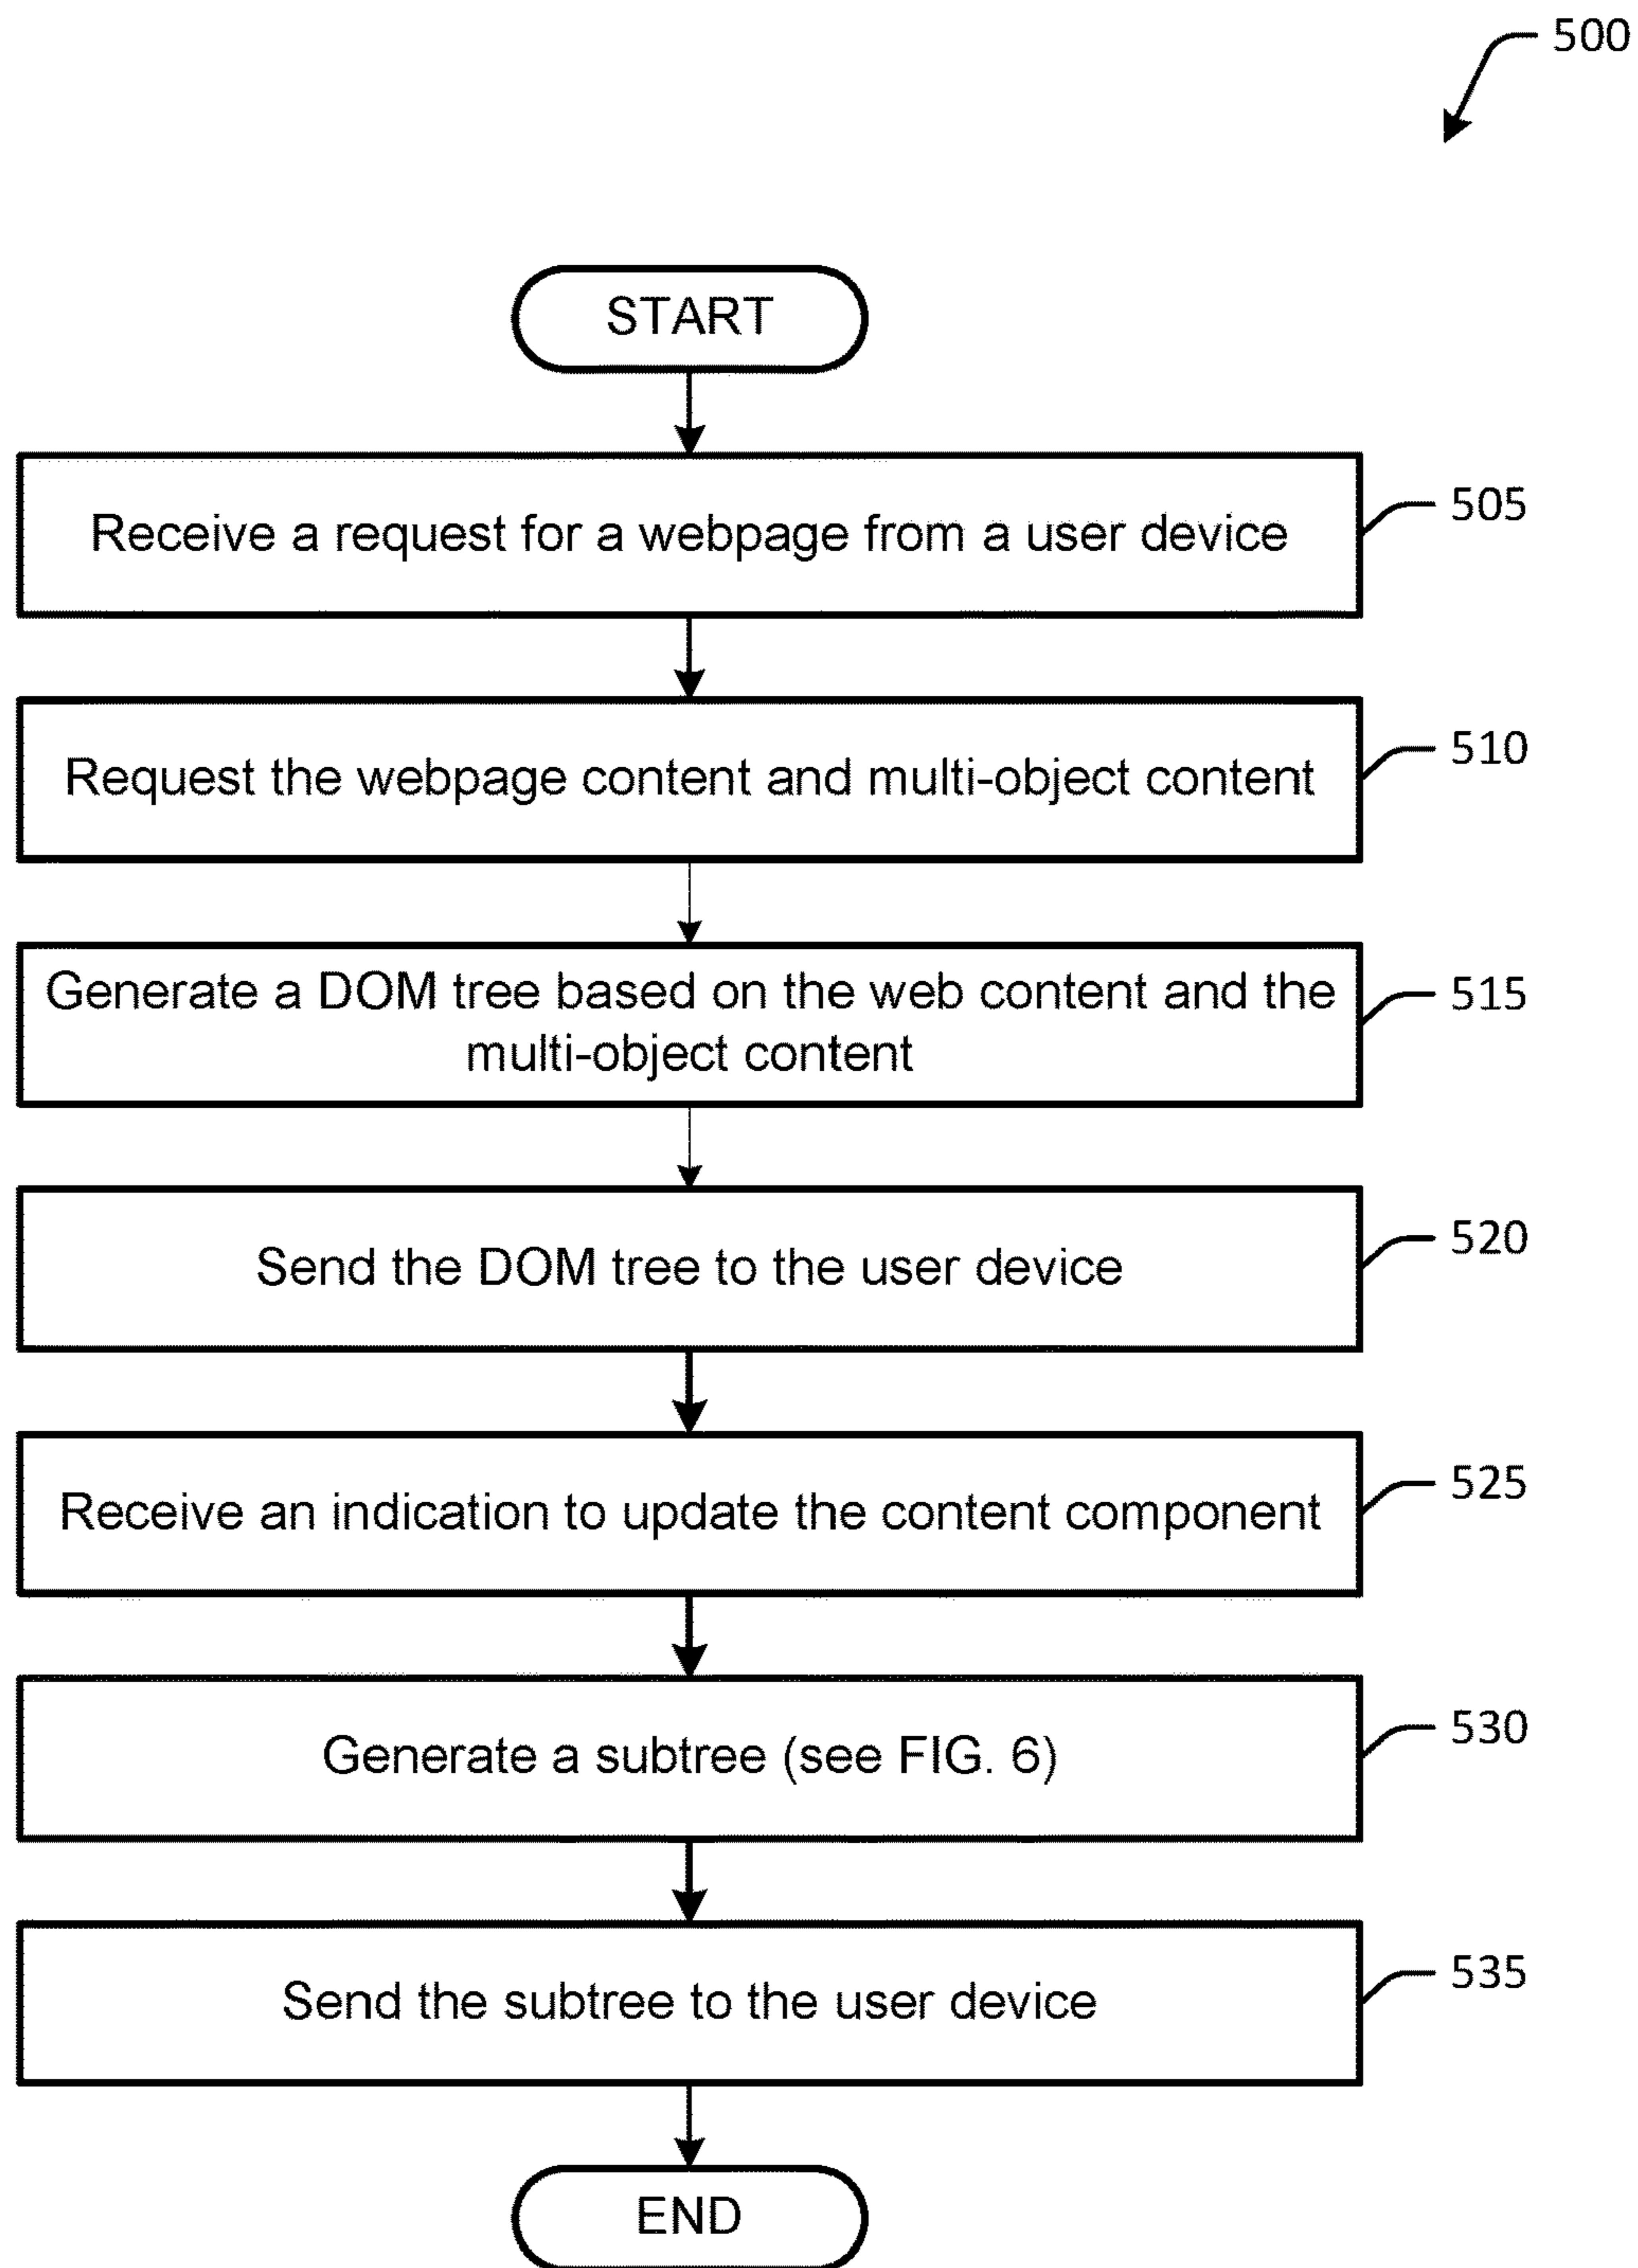 500
START
Receive a request for a webpage from a user device
505
Request the webpage content and multi-object content
510
Generate a DOM tree based on the web content and the
multi-object content
515
Send the DOM tree to the user device
520
Receive an indication to update the content component
525
Generate a subtree (see FIG. 6)
530
Send the subtree to the user device
535
END